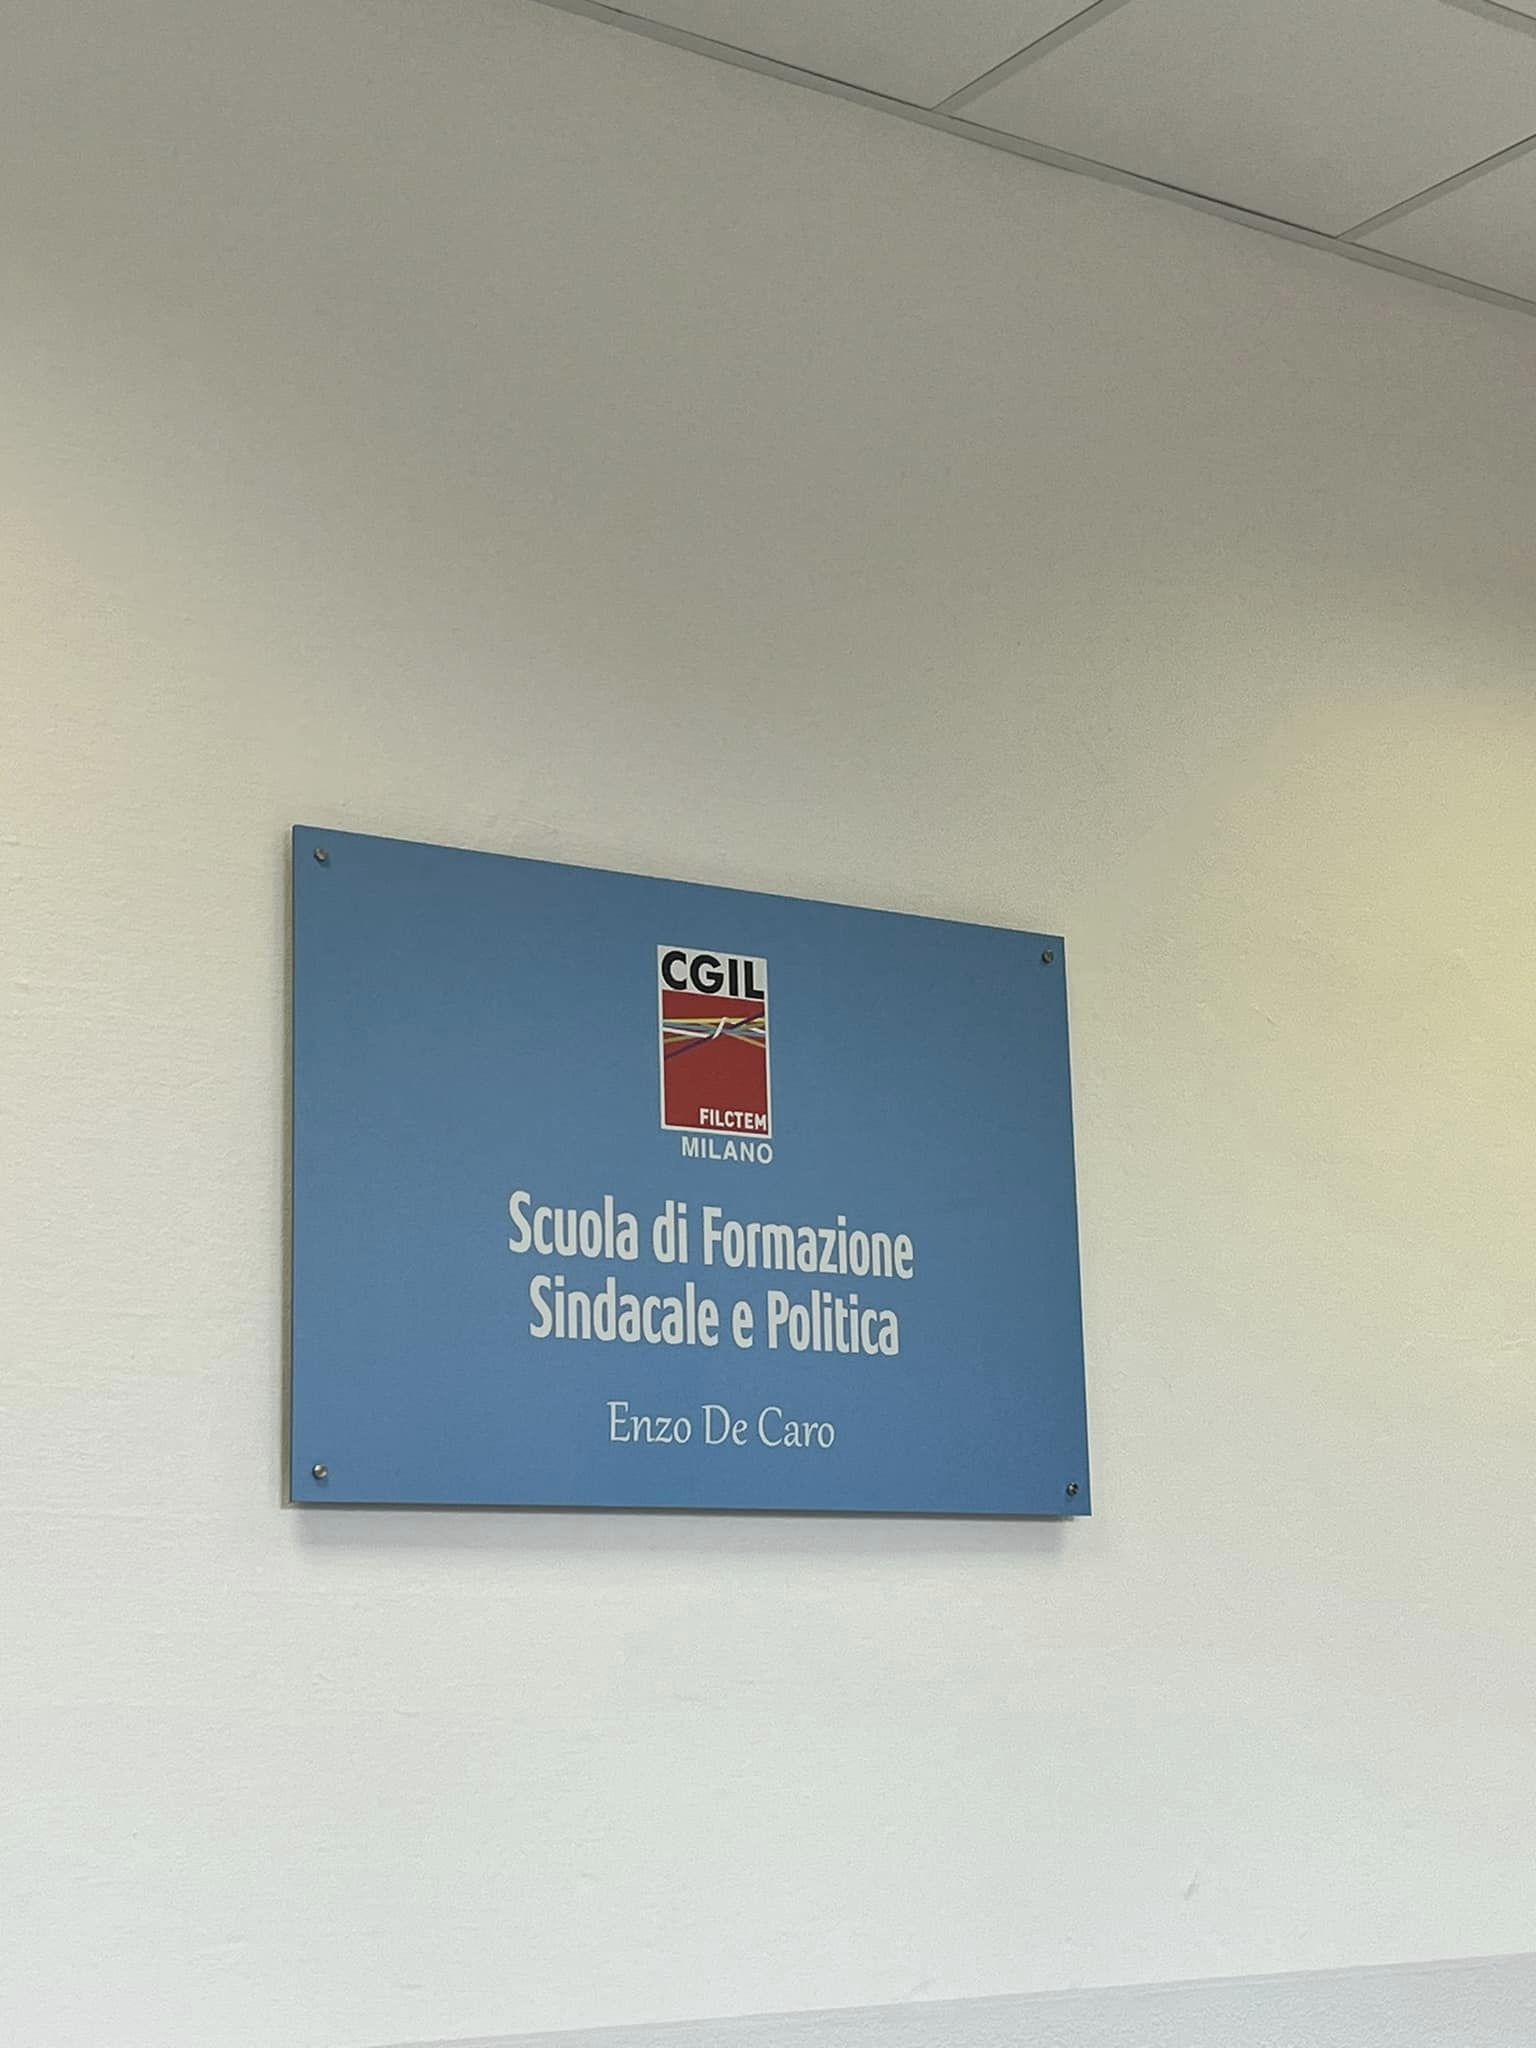 CGIL
FILCTEM
MILANO
Scuola di Formazione
Sindacale e Politica
Enzo De Caro